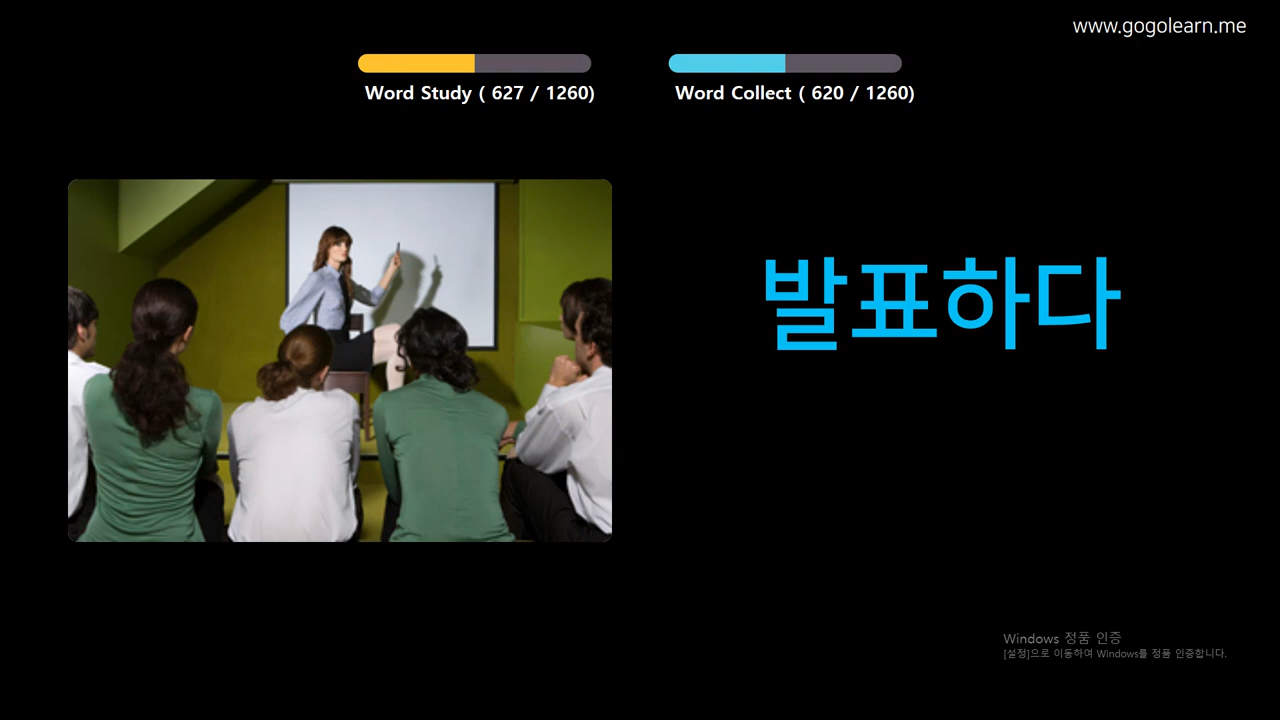 www.gogolearn.me
Word Study ( 627 / 1260)
Word Collect ( 620 / 1260)
발표하다
Windows 정품 인증
[설정]으로 이동하여 Windows를 정품 인증합니다.